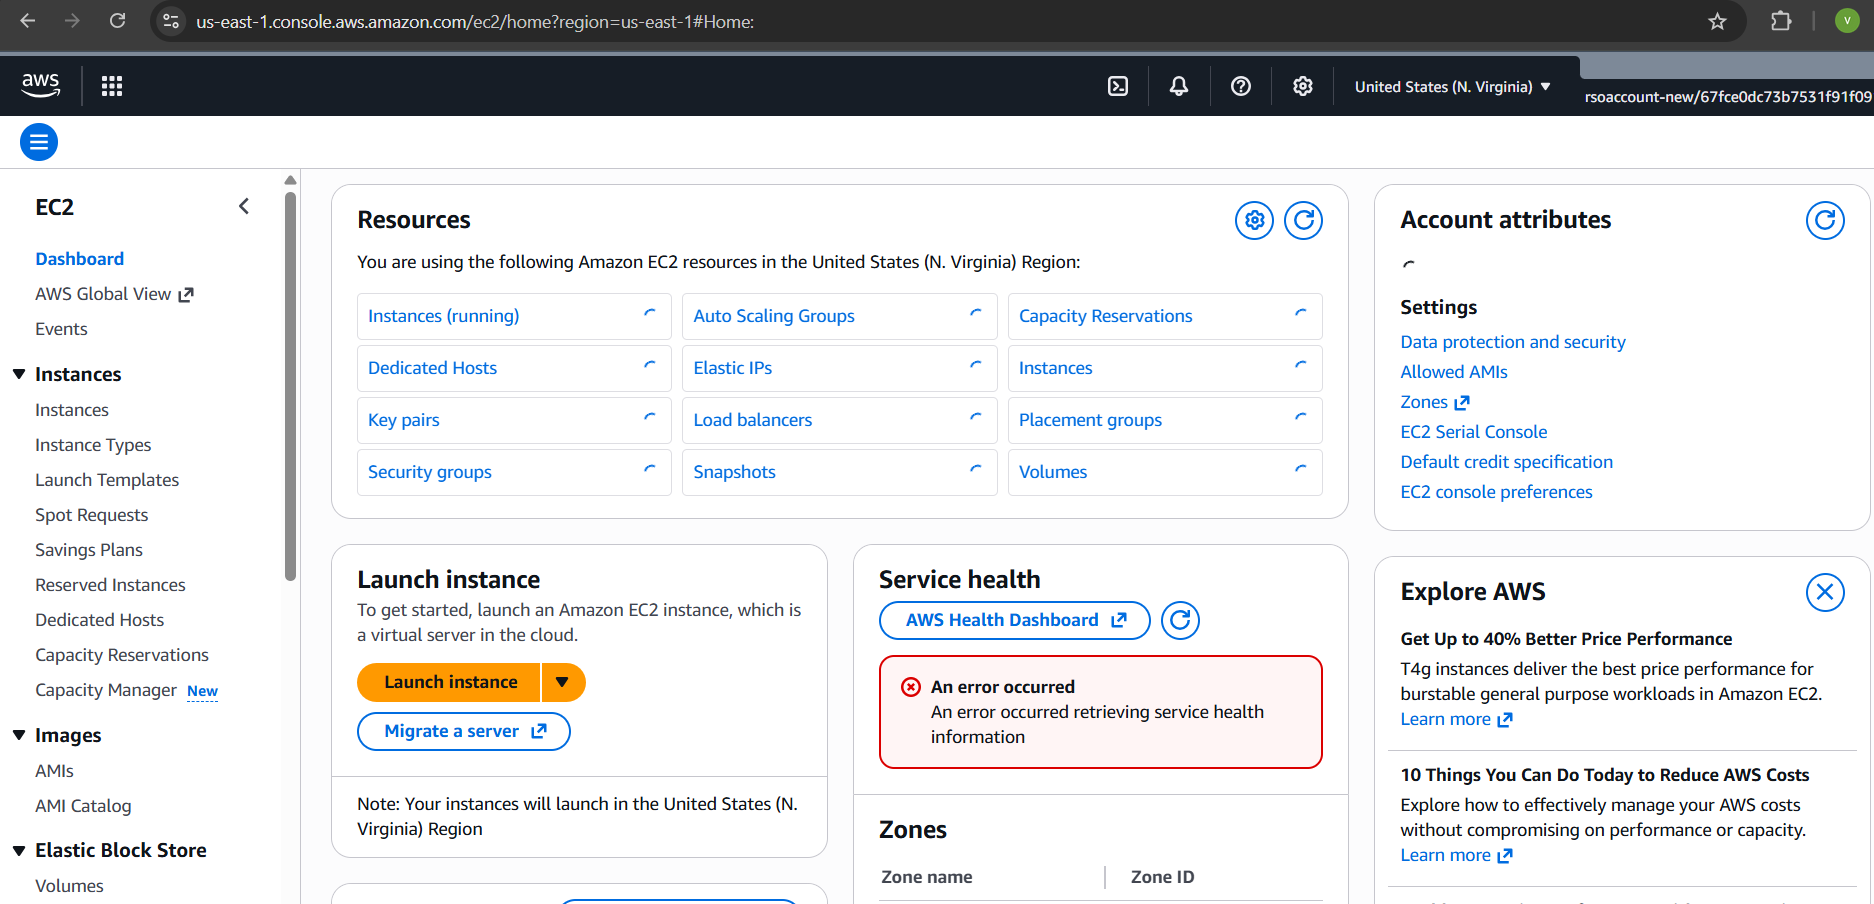 us-east-1.console.aws.amazon.com/ec2/home?region=us-east-1#Home:
V
aws
United States (N. Virginia)
rsoaccount-new/67fce0dc73b7531f91f09
EC2
Dashboard
AWS Global View
Events
Instances
Instances
Instance Types
Launch Templates
Spot Requests
Savings Plans
Reserved Instances
Dedicated Hosts
Capacity Reservations
Capacity Manager New
Images
AMIs
AMI Catalog
Elastic Block Store
Volumes
Resources
You are using the following Amazon EC2 resources in the United States (N. Virginia) Region:
Instances (running)
Auto Scaling Groups
Capacity Reservations
Dedicated Hosts
Elastic IPs
Instances
Key pairs
Load balancers
Placement groups
Security groups
Snapshots
Volumes
Launch instance
To get started, launch an Amazon EC2 instance, which is
a virtual server in the cloud.
Launch instance
Migrate a server
Note: Your instances will launch in the United States (N.
Virginia) Region
Service health
AWS Health Dashboard
An error occurred
An error occurred retrieving service health
information
Zones
Zone name
Zone ID
Account attributes
Settings
Data protection and security
Allowed AMIs
Zones
EC2 Serial Console
Default credit specification
EC2 console preferences
Explore AWS
Get Up to 40% Better Price Performance
T4g instances deliver the best price performance for
burstable general purpose workloads in Amazon EC2.
Learn more
10 Things You Can Do Today to Reduce AWS Costs
Explore how to effectively manage your AWS costs
without compromising on performance or capacity.
Learn more